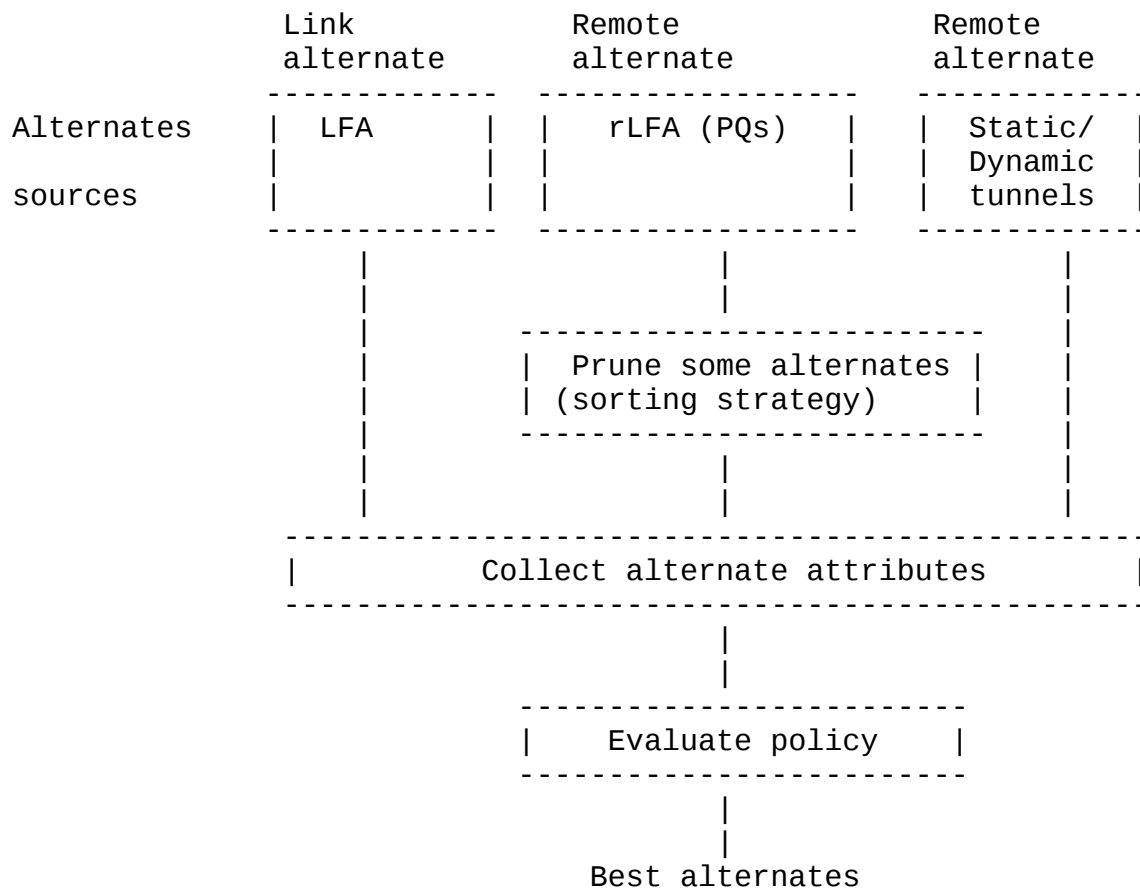 Link Remote Remote
alternate alternate alternate
Alternates LFA rLFA (PQs) Static/
Dynamic
sources tunnels
Prune some alternates
(sorting strategy)
Collect alternate attributes
Evaluate policy
Best alternates